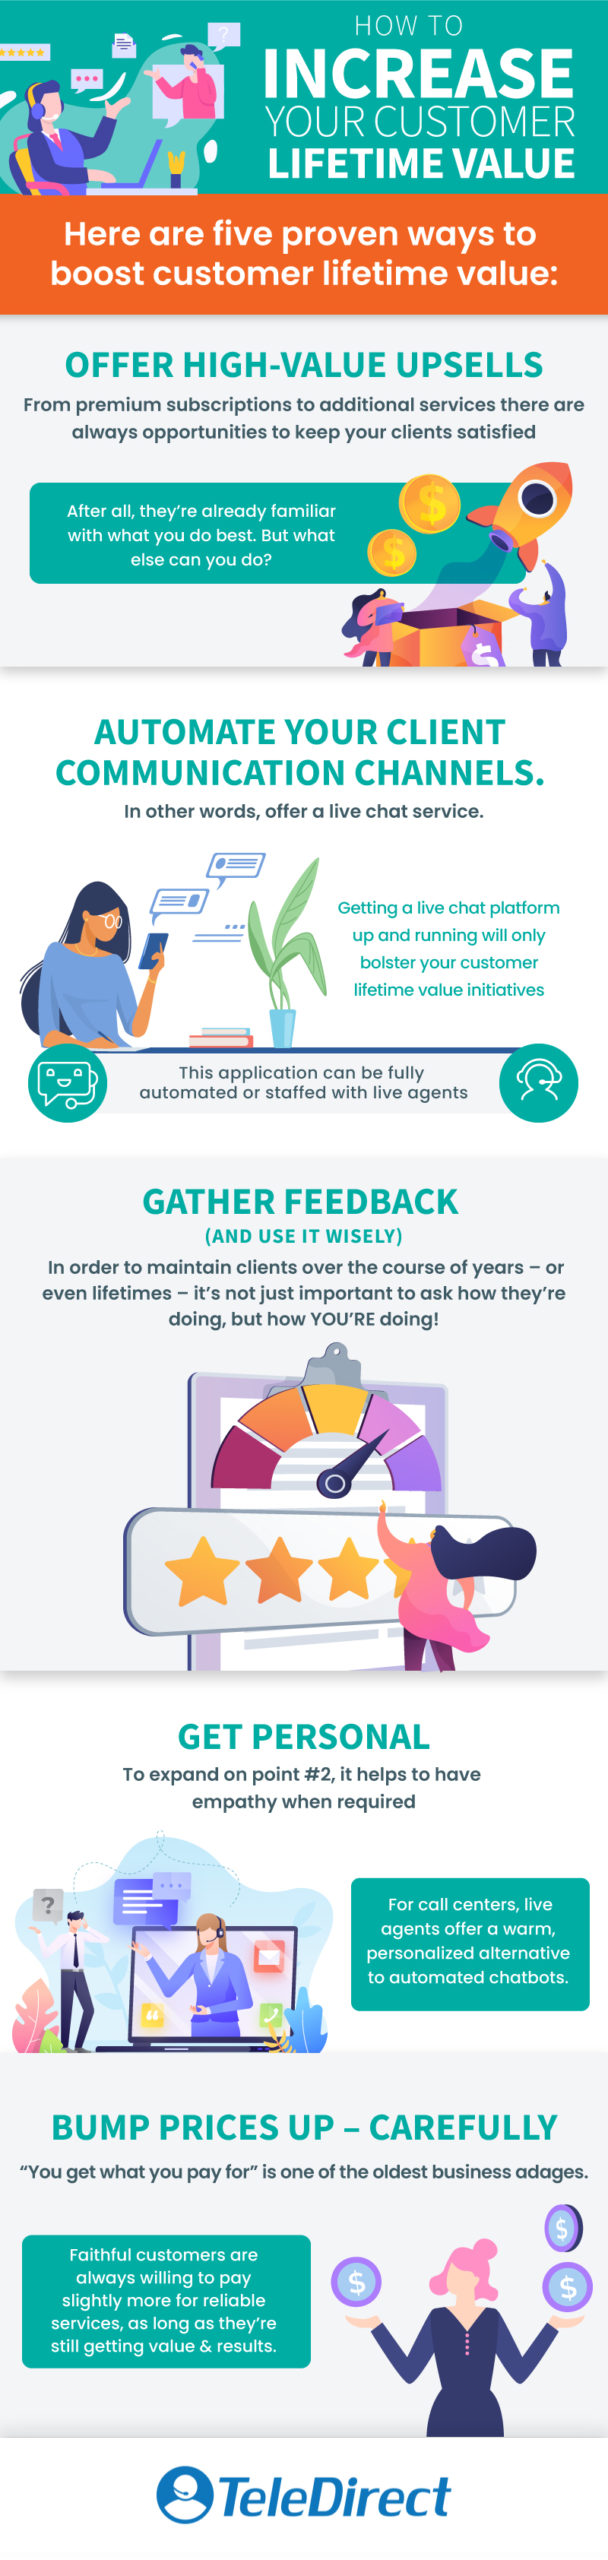 HOW TO
INCREASE
YOUR CUSTOMER
LIFETIME VALUE
Here are five proven ways to
boost customer lifetime value:
OFFER HIGH-VALUE UPSELLS
From premium subscriptions to additional services there are
always opportunities to keep your clients satisfied
After all, they're already familiar
with what you do best. But what
else can you do?
AUTOMATE YOUR CLIENT
COMMUNICATION CHANNELS.
In other words, offer a live chat service.
Getting a live chat platform
up and running will only
bolster your customer
lifetime value initiatives
This application can be fully
automated or staffed with live agents
GATHER FEEDBACK
(AND USE IT WISELY)
In order to maintain clients over the course of years – or
even lifetimes – it's not just important to ask how they're
doing, but how YOU'RE doing!
GET PERSONAL
To expand on point #2, it helps to have
empathy when required
For call centers, live
agents offer a warm,
personalized alternative
to automated chatbots.
BUMP PRICES UP – CAREFULLY
“You get what you pay for” is one of the oldest business adages.
Faithful customers are
always willing to pay
slightly more for reliable
services, as long as they're
still getting value & results.
TeleDirect